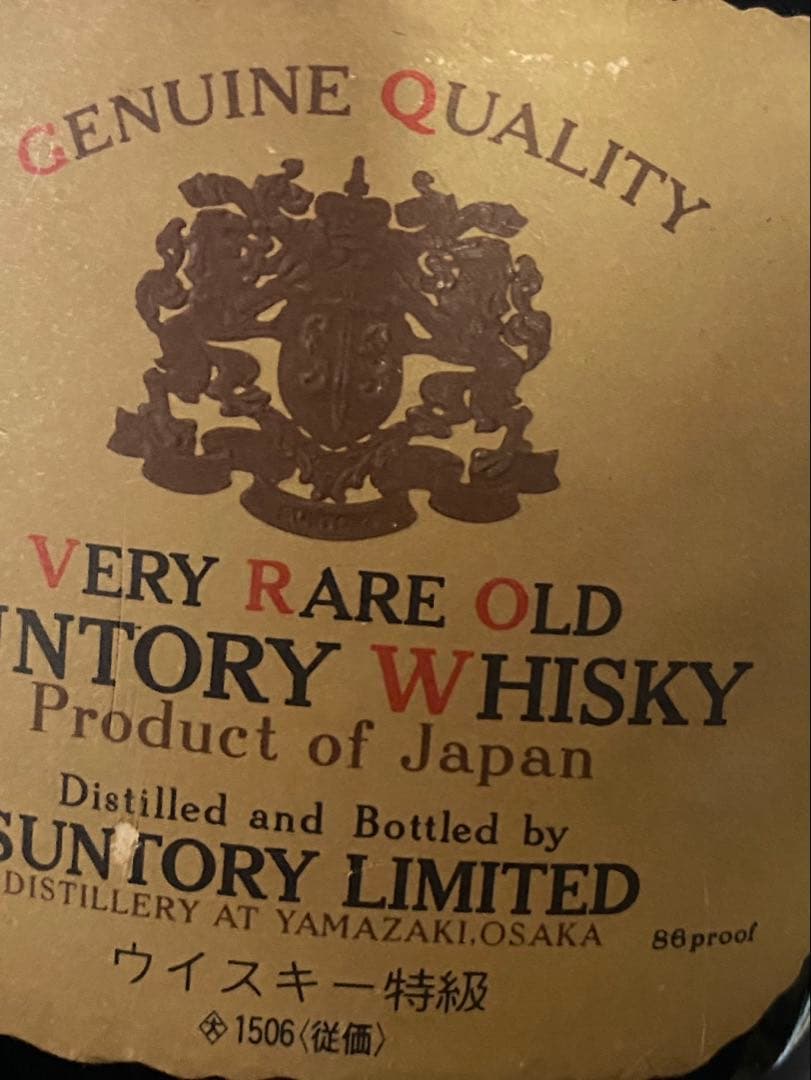 GENUINE QUALITY
VERY RARE OLD
UNTORY WHISKY
Product of Japan
Distilled and Bottled by
SUNTORY LIMITED
DISTILLERY AT YAMAZAKI,OSAKA
86proof
ウイスキー特級
大 1506〈従価〉